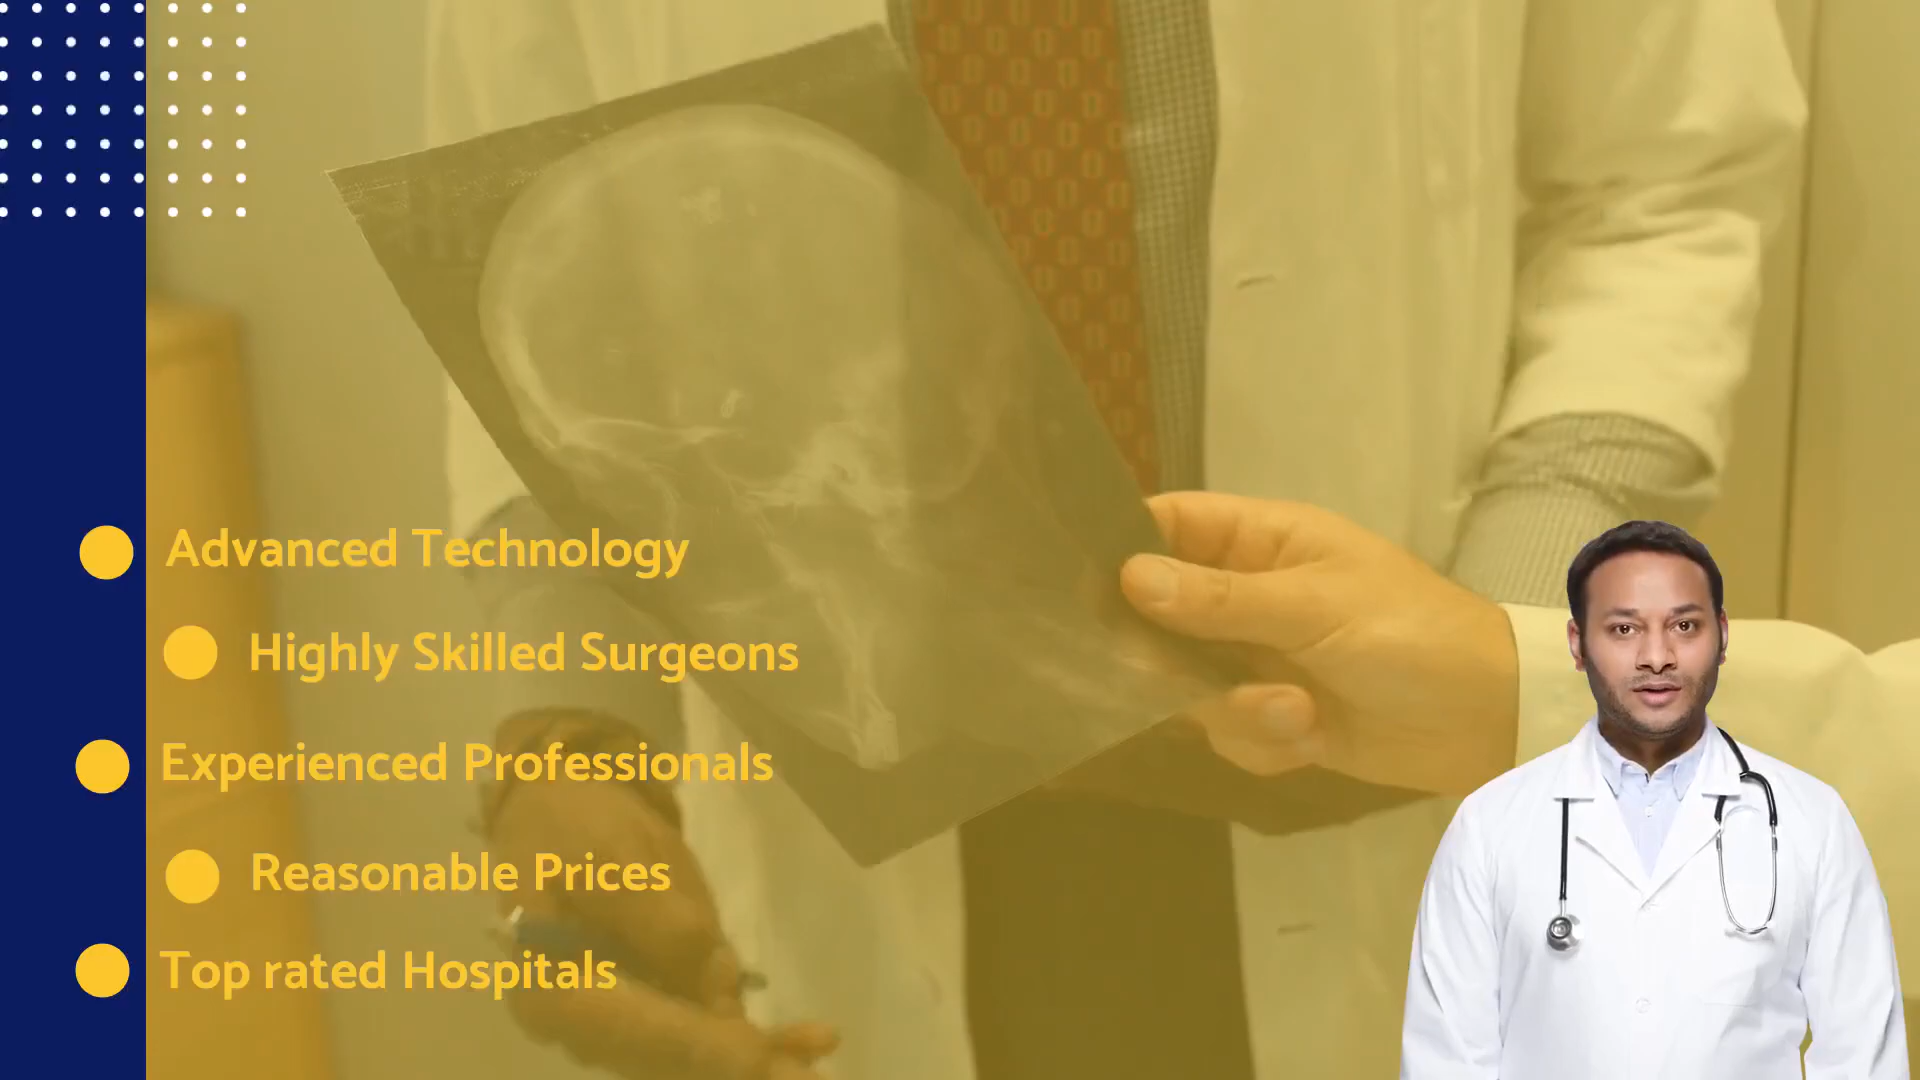 Advanced Technology
Highly Skilled Surgeons
Experienced Professionals
Reasonable Prices
Top rated Hospitals